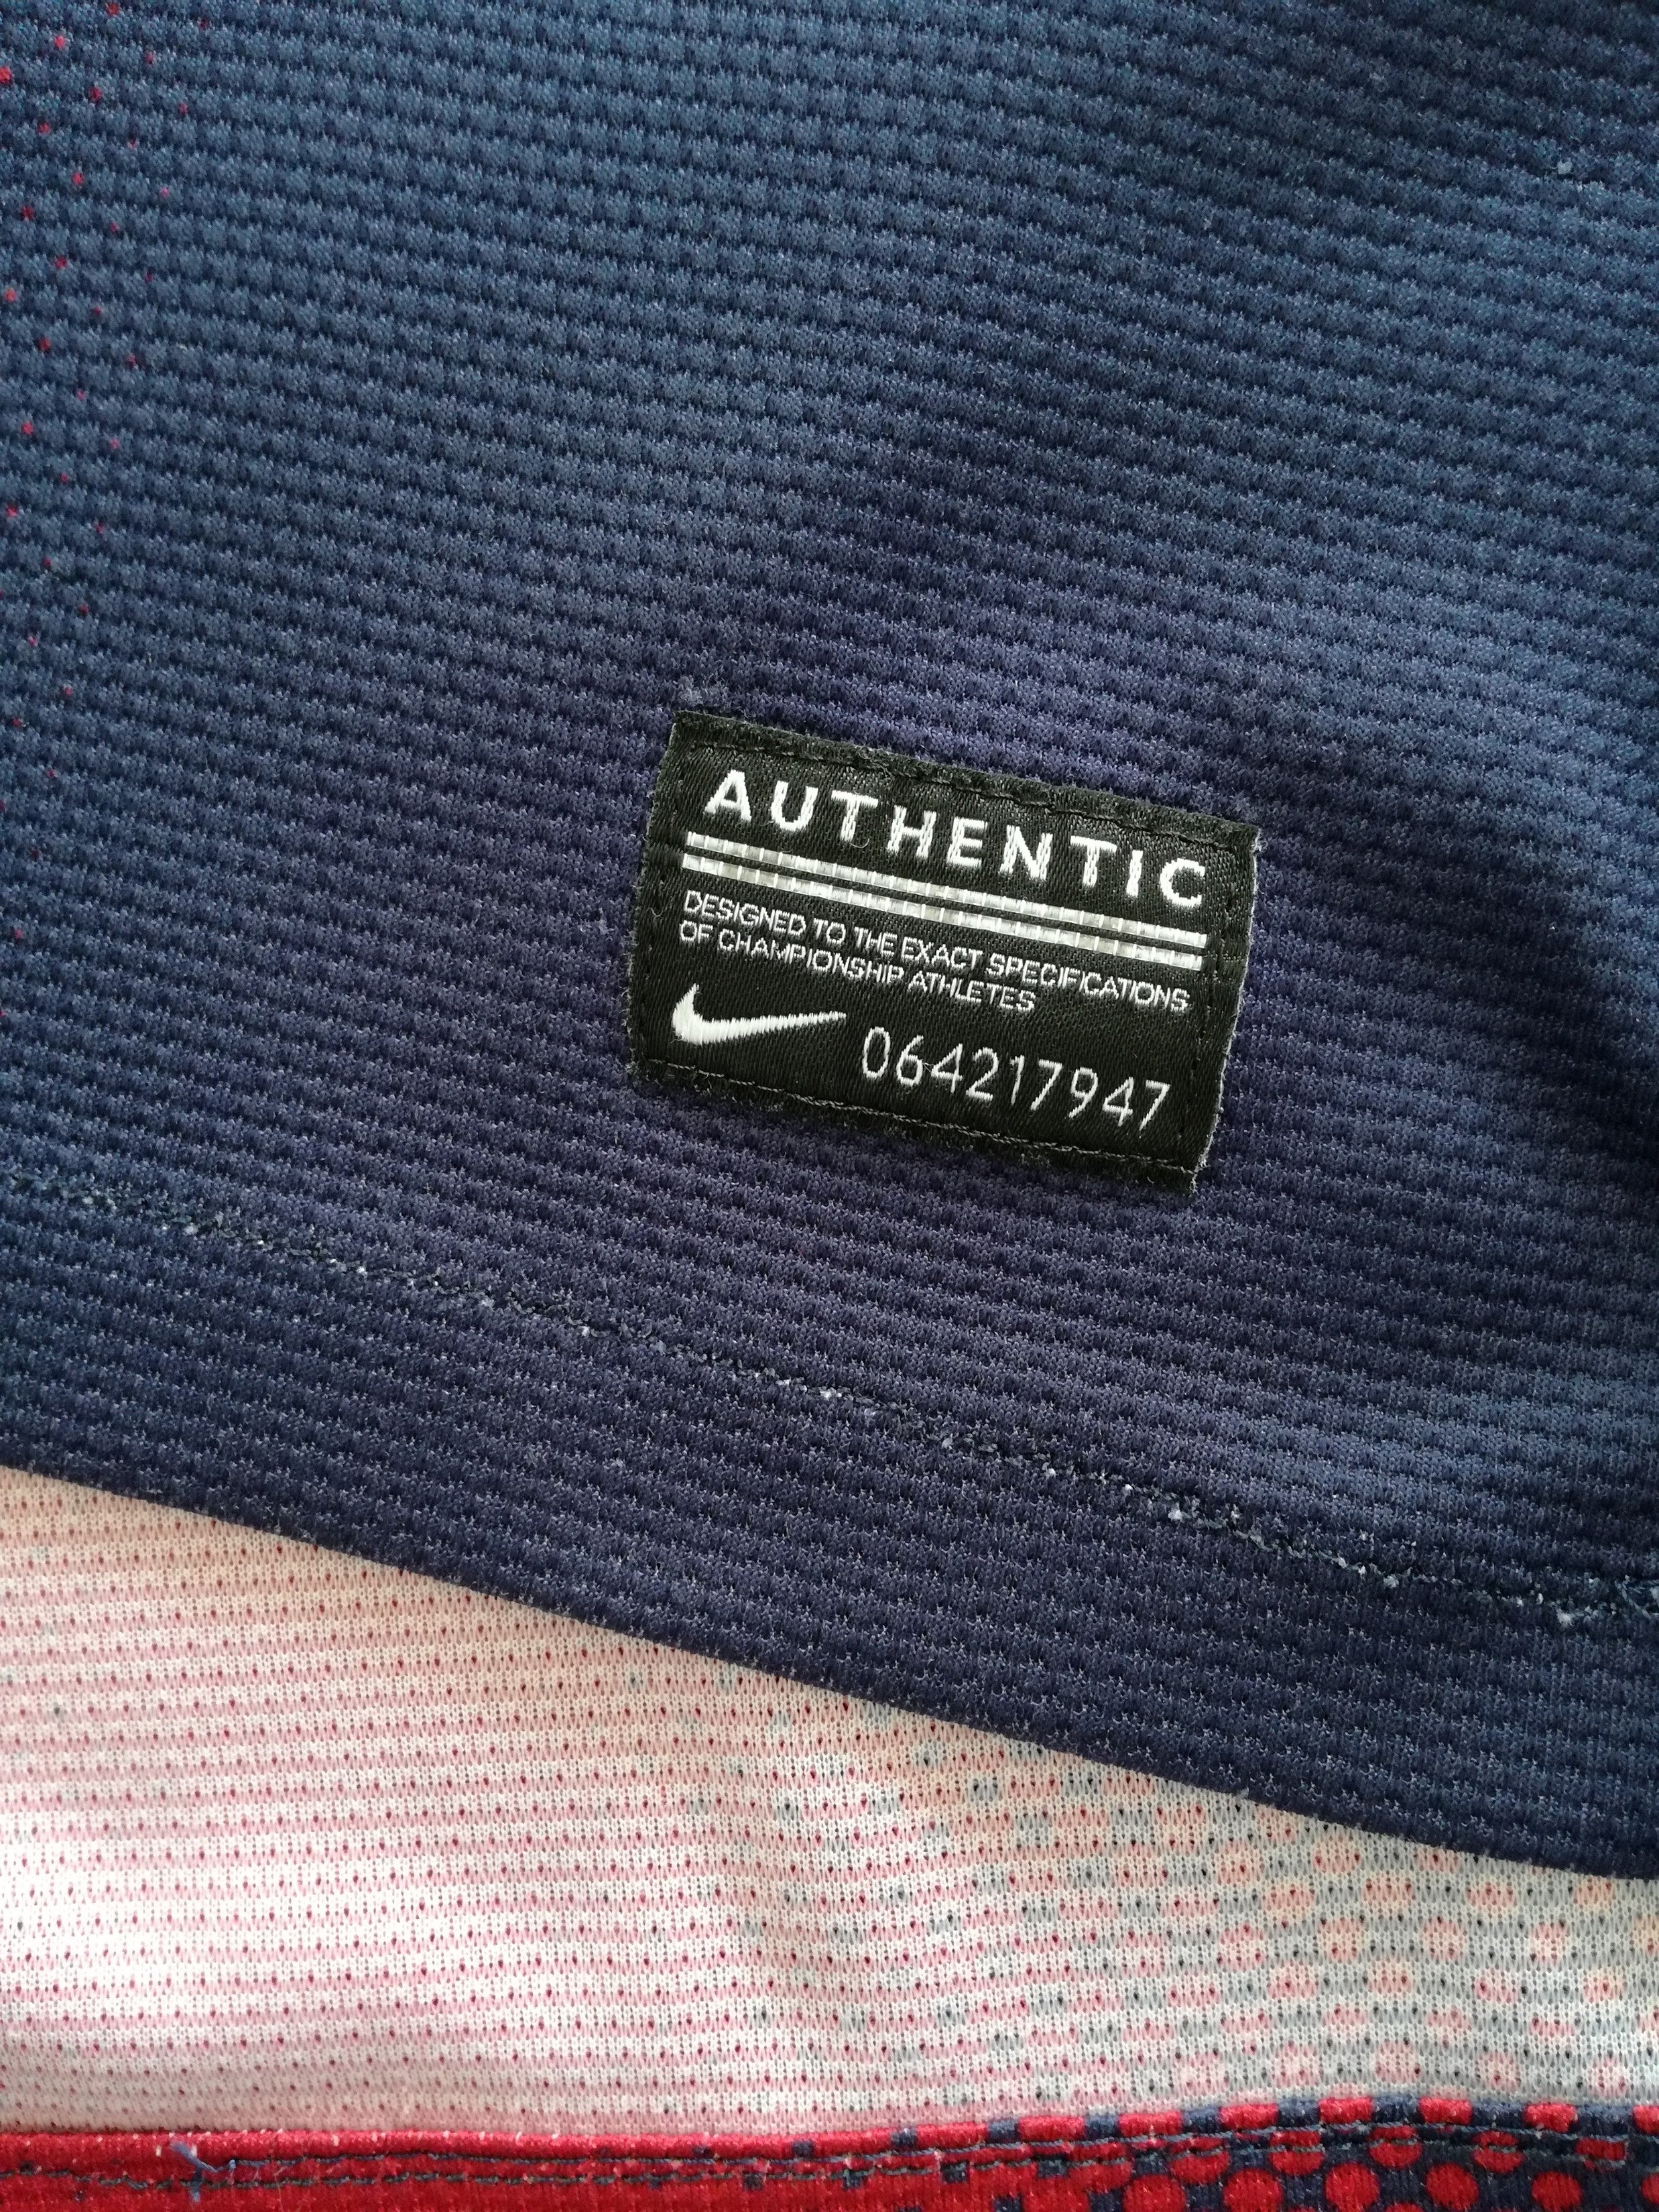 AUTHENTIC
DESIGNED TO THE EXACT SPECIFICATIONS
OF CHAMPIONSHIP ATHLETES
064217947